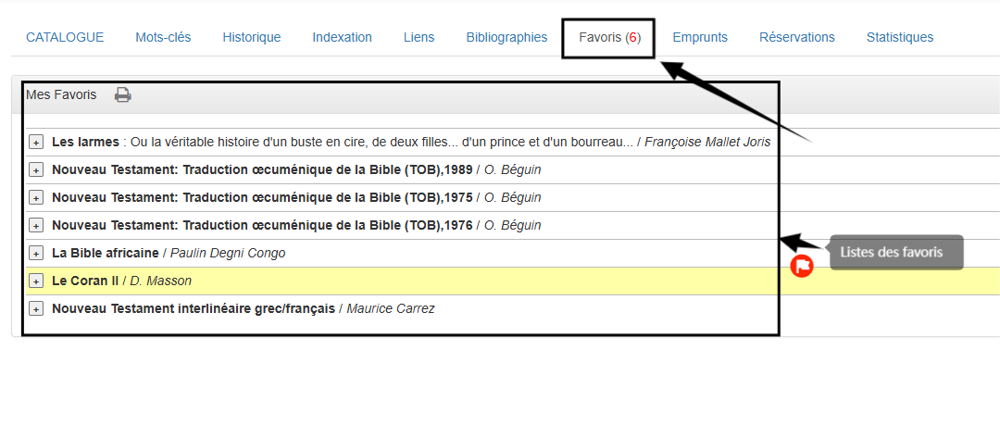 CATALOGUE Mots-clés Historique Indexation Liens Bibliographies Favoris (6) Emprunts Réservations Statistiques
Mes Favoris
+ Les larmes : Ou la véritable histoire d'un buste en cire, de deux filles... d'un prince et d'un bourreau... / Françoise Mallet Joris
+ Nouveau Testament: Traduction œcuménique de la Bible (TOB),1989 / O. Béguin
+ Nouveau Testament: Traduction œcuménique de la Bible (TOB),1975 / O. Béguin
+ Nouveau Testament: Traduction œcuménique de la Bible (TOB),1976 / O. Béguin
+ La Bible africaine / Paulin Degni Congo
Listes des favoris
+ Le Coran II / D. Masson
+ Nouveau Testament interlinéaire grec/français / Maurice Carrez